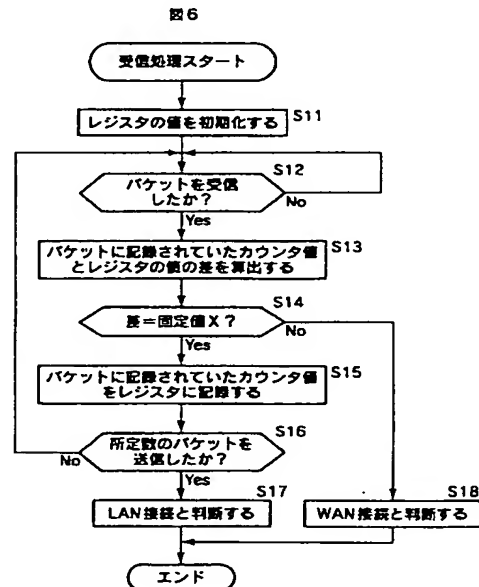 図6
受信処理スタート
レジスタの値を初期化する
S11
パケットを受信
したか?
S12
No
Yes
パケットに記録されていたカウンタ値
とレジスタの値の差を算出する
S13
差=固定値X?
S14
No
Yes
パケットに記録されていたカウンタ値
をレジスタに記録する
S15
所定数のパケットを
送信したか?
S16
No
Yes
LAN接続と判断する
S17
WAN接続と判断する
S18
エンド